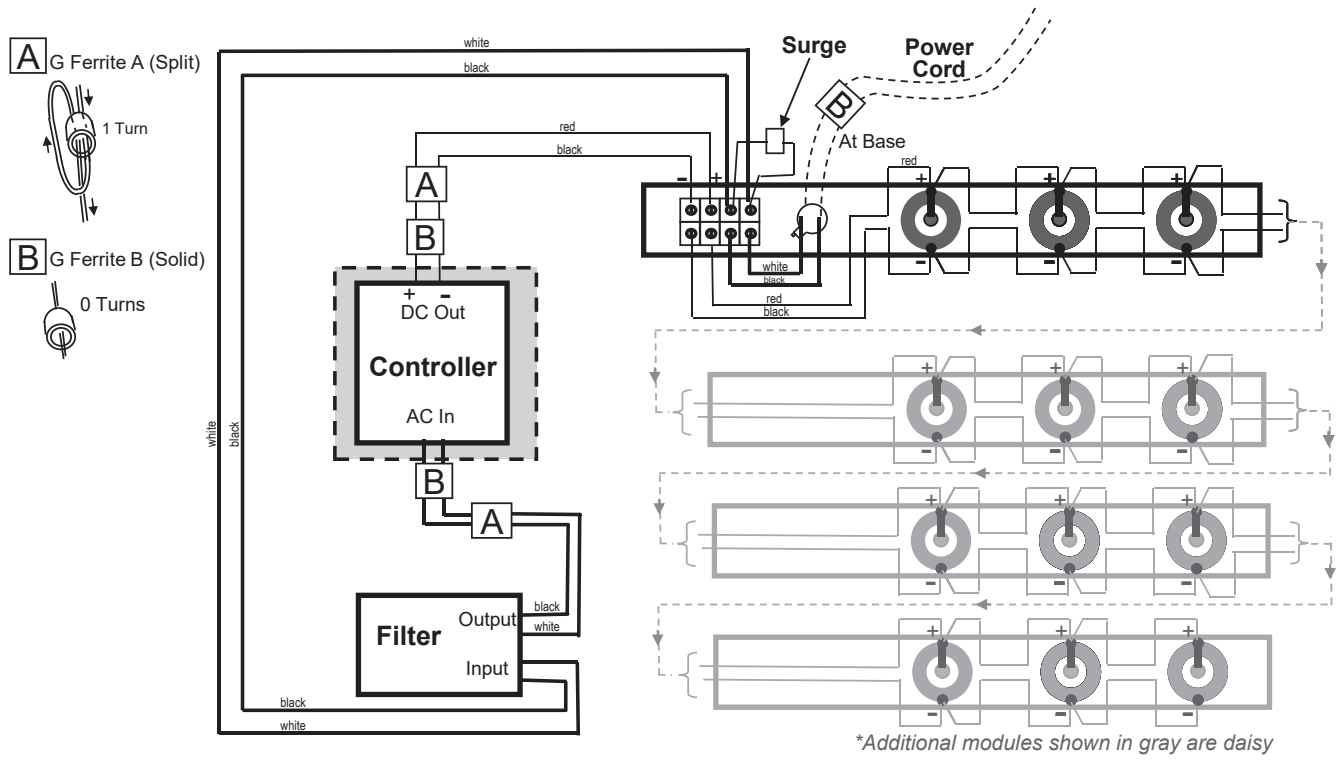 A G Ferrite A (Split)
1 Turn
B G Ferrite B (Solid)
0 Turns
white
black
red
black
Surge
Power
Cord
B
At Base
A
B
- +
red
+ + +
- - -
white
black
red
black
+ -
DC Out
Controller
AC In
white
black
B
A
Filter
Output
Input
black
white
black
white
+ + +
- - -
+ + +
- - -
+ + +
- - -
*Additional modules shown in gray are daisy